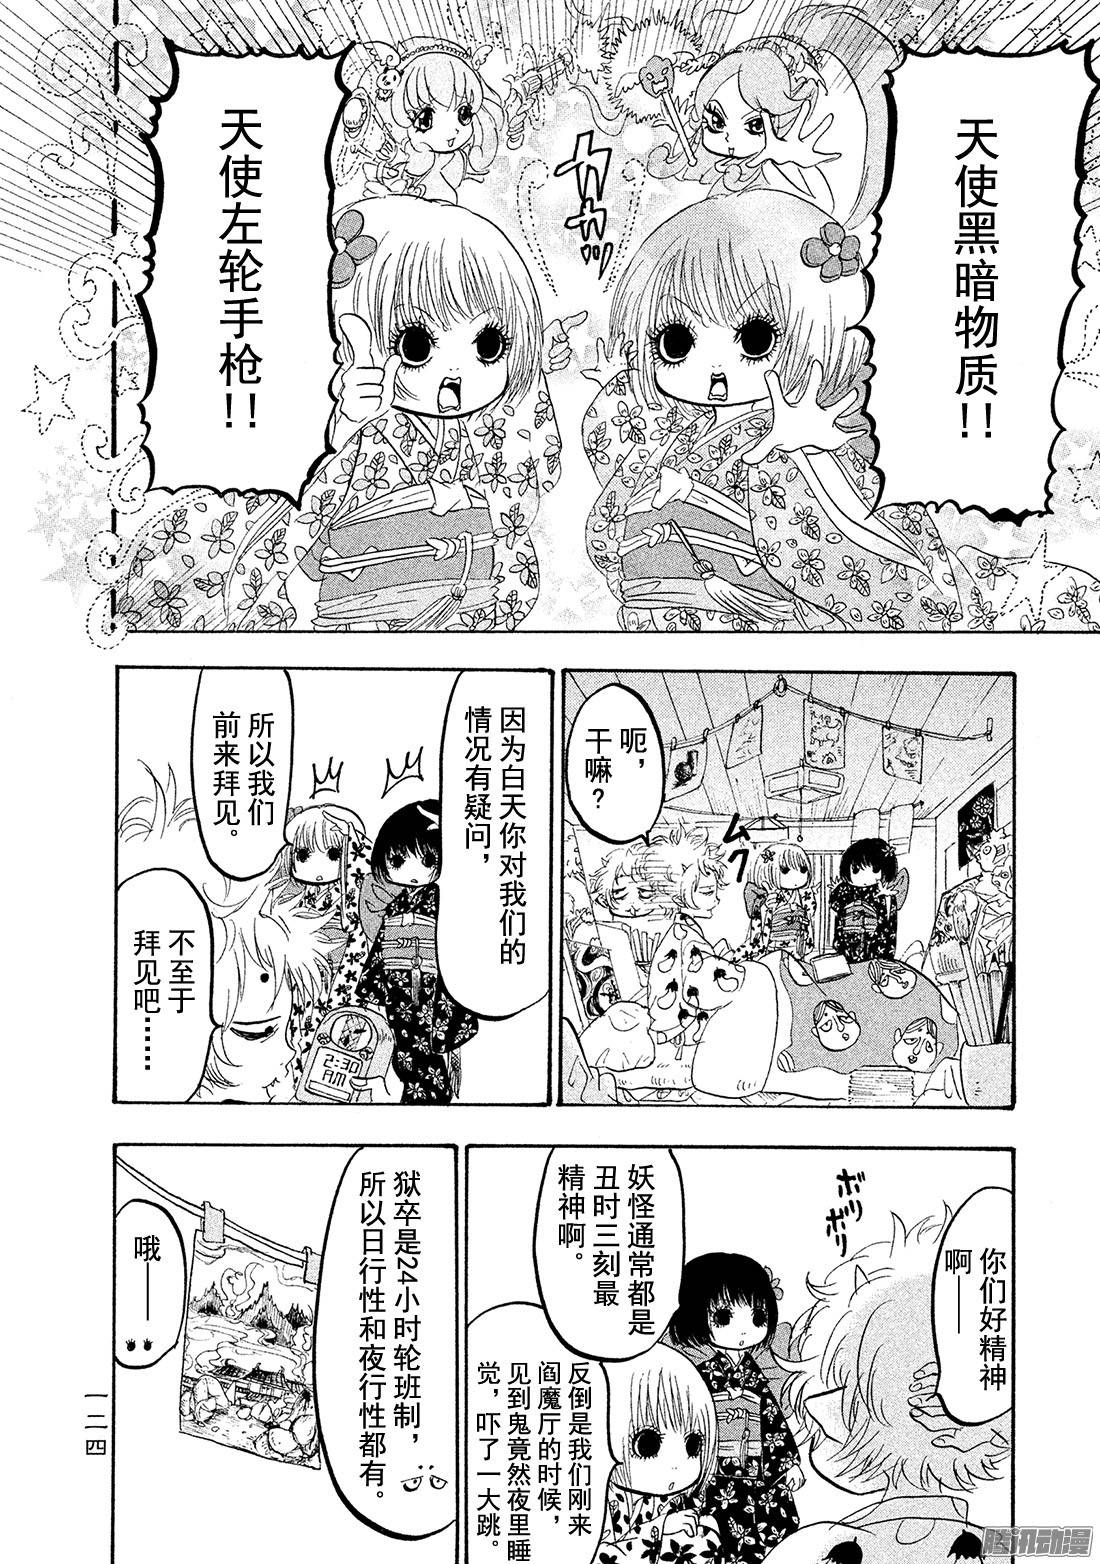 天使黑暗物质!!
カカカッ
天使左轮手枪!!
呃，
干嘛?
ムク
因为白天你对我们的
情况有疑问，
所以我们
前来拜见。
2:30
AM
不至于
拜见吧……
你们好精神
啊——
ボリボリ
妖怪通常都是
丑时三刻最
精神啊。
反倒是我们刚来
阎魔厅的时候，
见到鬼竟然夜里睡
觉，吓了一大跳。
狱卒是24小时轮班制，
所以日行性和夜行性都有。
哦——
一二四
腾讯动漫